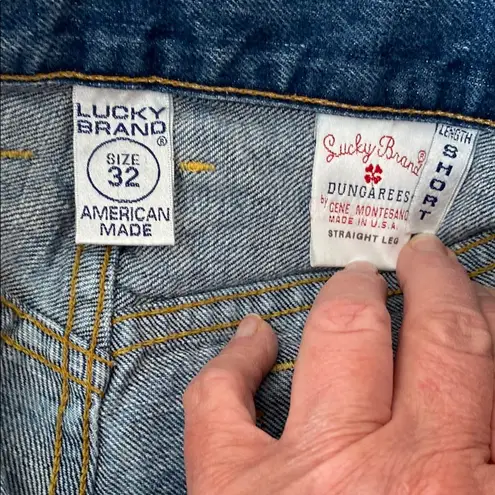 LUCKY
BRAND®
SIZE
32
AMERICAN
MADE
Lucky Brand®
DUNGAREES®
by GENE MONTESANO
MADE IN U.S.A.
STRAIGHT LEG
LENGTH
SHORT